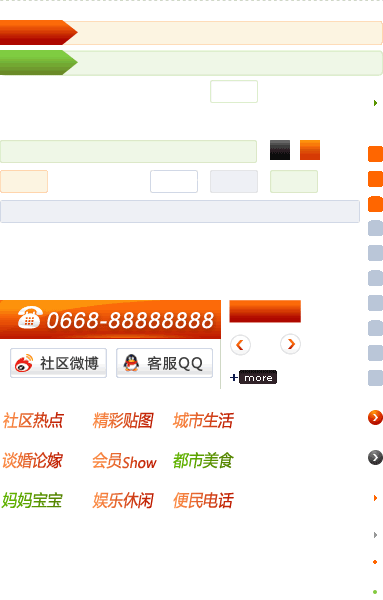 0668-88888888
社区微博 客服QQ
more
社区热点 精彩贴图 城市生活
谈婚论嫁 会员Show 都市美食
妈妈宝宝 娱乐休闲 便民电话